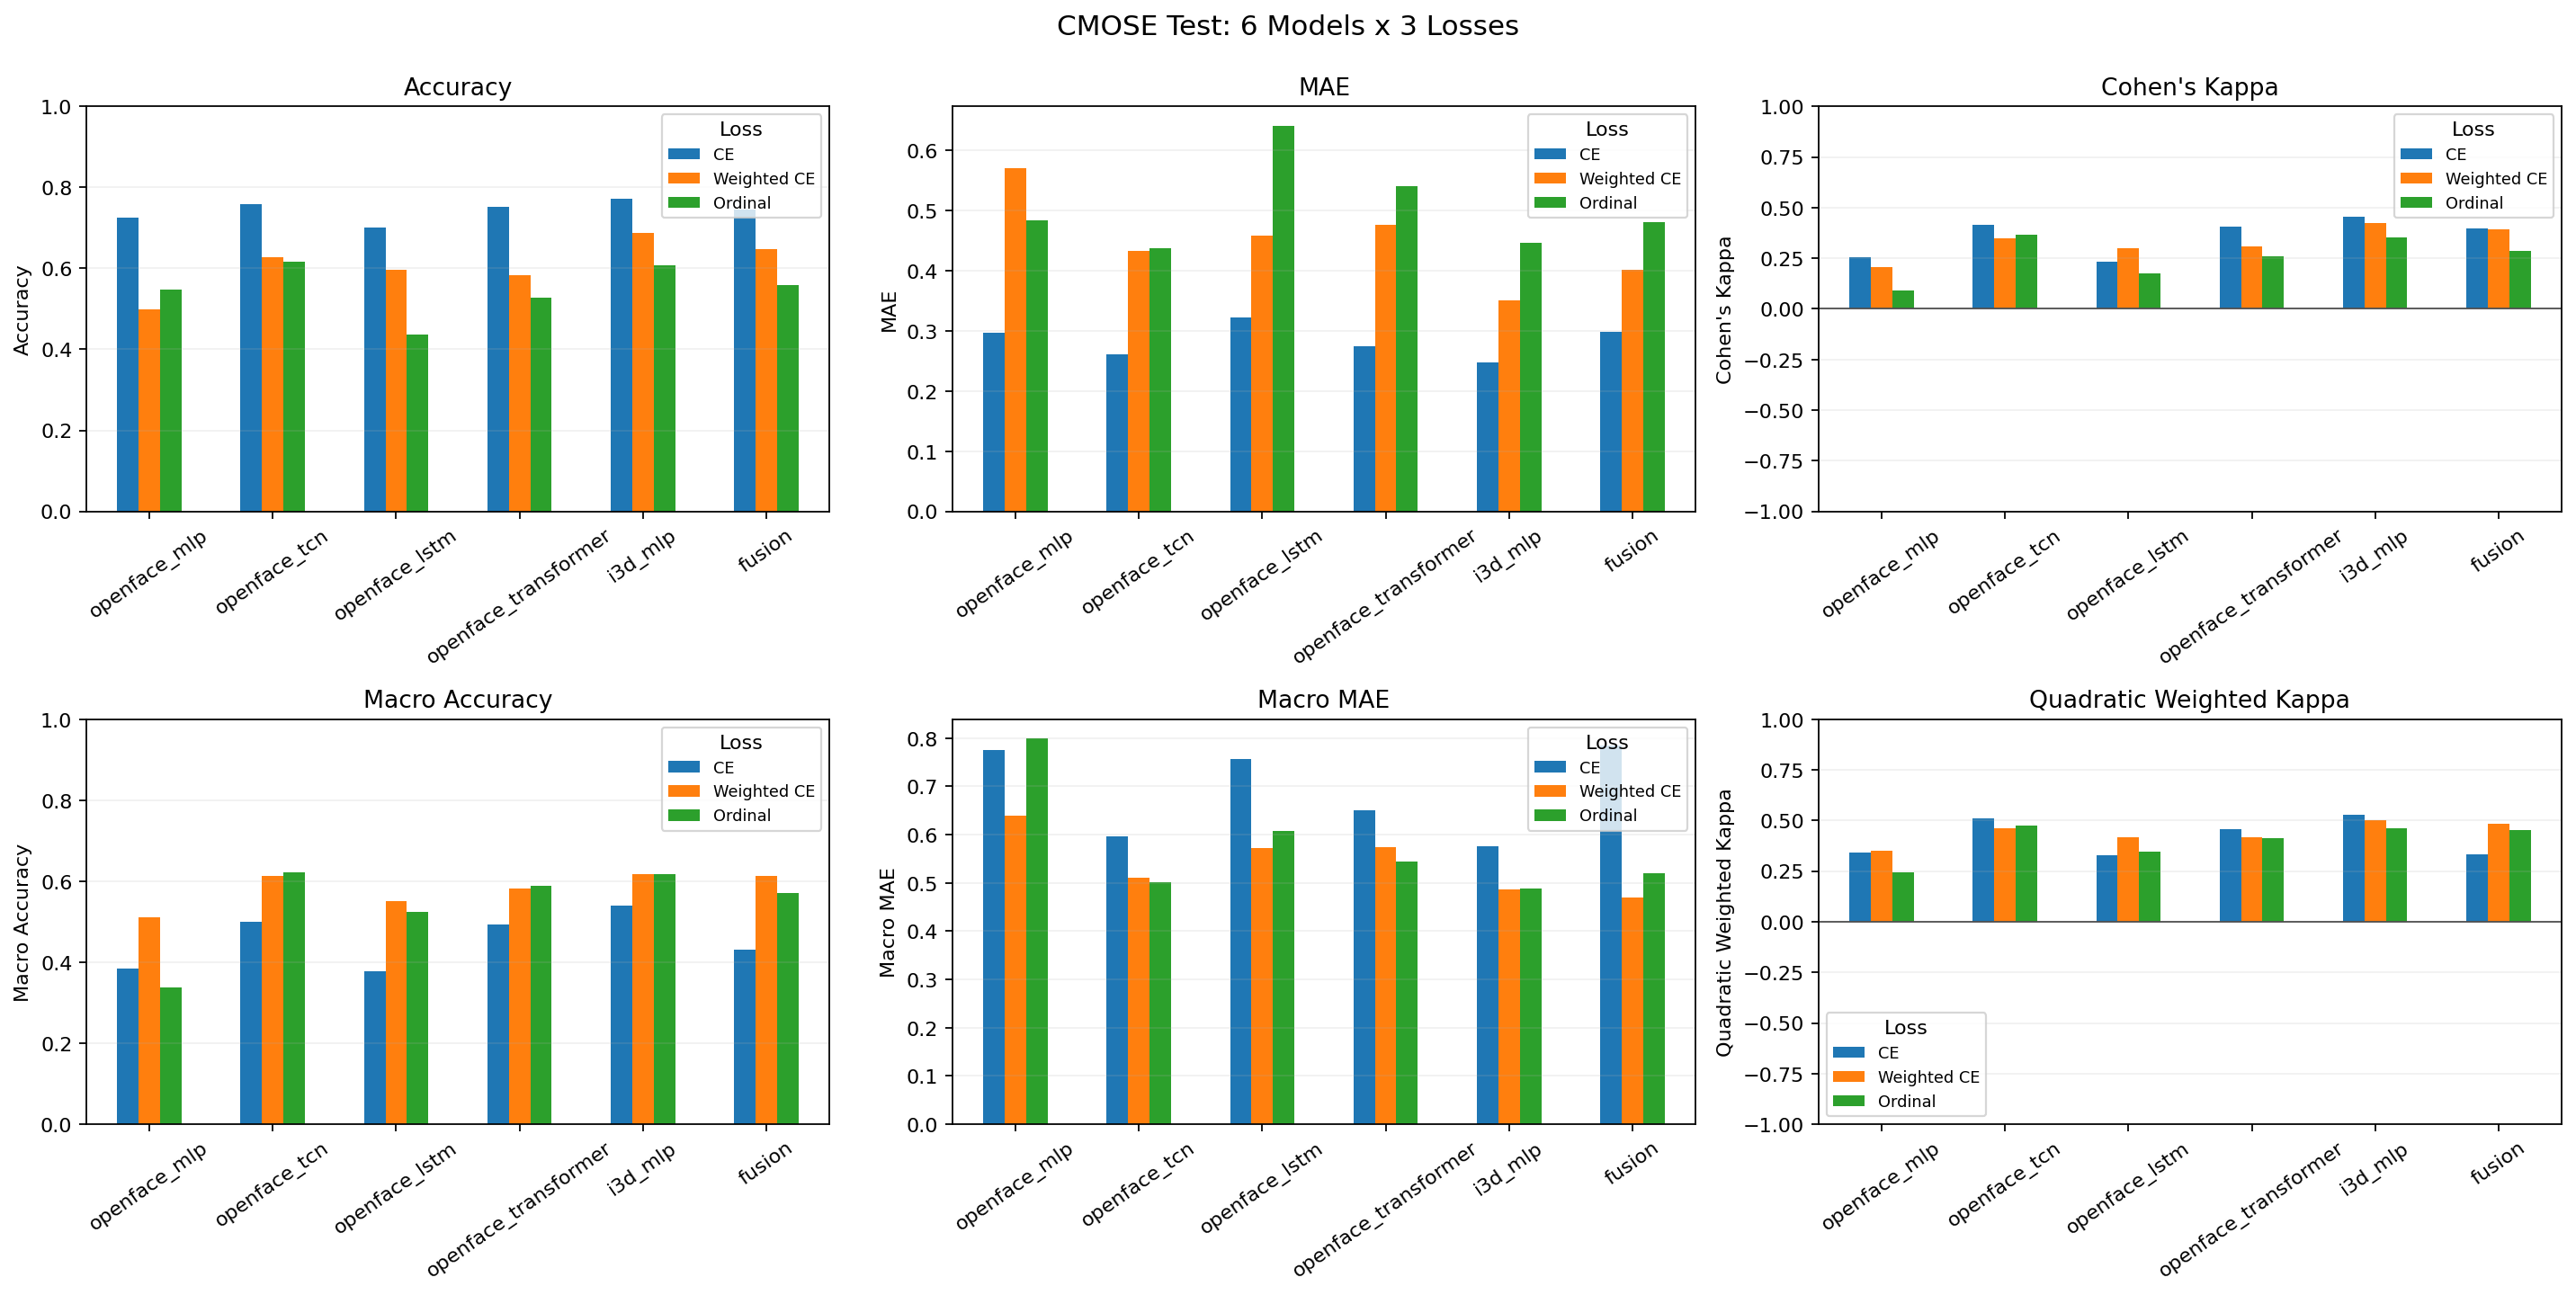 CMOSE Test: 6 Models x 3 Losses
Accuracy
Accuracy
1.0
0.8
0.6
0.4
0.2
0.0
Loss
CE
Weighted CE
Ordinal
openface_mlp
openface_tcn
openface_lstm
openface_transformer
i3d_mlp
fusion
MAE
MAE
0.6
0.5
0.4
0.3
0.2
0.1
0.0
Loss
CE
Weighted CE
Ordinal
openface_mlp
openface_tcn
openface_lstm
openface_transformer
i3d_mlp
fusion
Cohen's Kappa
Cohen's Kappa
1.00
0.75
0.50
0.25
0.00
−0.25
−0.50
−0.75
−1.00
Loss
CE
Weighted CE
Ordinal
openface_mlp
openface_tcn
openface_lstm
openface_transformer
i3d_mlp
fusion
Macro Accuracy
Macro Accuracy
1.0
0.8
0.6
0.4
0.2
0.0
Loss
CE
Weighted CE
Ordinal
openface_mlp
openface_tcn
openface_lstm
openface_transformer
i3d_mlp
fusion
Macro MAE
Macro MAE
0.8
0.7
0.6
0.5
0.4
0.3
0.2
0.1
0.0
Loss
CE
Weighted CE
Ordinal
openface_mlp
openface_tcn
openface_lstm
openface_transformer
i3d_mlp
fusion
Quadratic Weighted Kappa
Quadratic Weighted Kappa
1.00
0.75
0.50
0.25
0.00
−0.25
−0.50
−0.75
−1.00
Loss
CE
Weighted CE
Ordinal
openface_mlp
openface_tcn
openface_lstm
openface_transformer
i3d_mlp
fusion